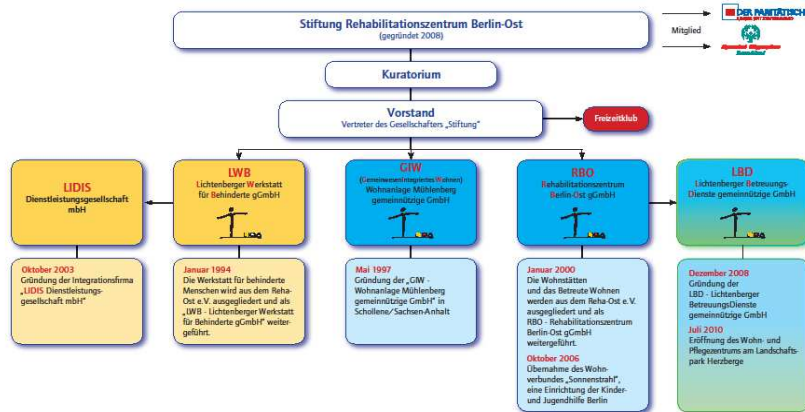 Stiftung Rehabilitationszentrum Berlin-Ost
(gegründet 2008)
Mitglied
DER PARITÄTISCHE
Kuratorium
Vorstand
Vertreter des Gesellschafters „Stiftung"
Freizeitklub
LIDIS
Dienstleistungsgesellschaft
mbH
LWB
Lichtenberger Werkstatt
für Behinderte gGmbH
GIW
(Gemeinwesenintegriertes Wohnen)
Wohnanlage Mühlenberg
gemeinnützige GmbH
RBO
Rehabilitationszentrum
Berlin-Ost gGmbH
LBD
Lichtenberger Betreuungs-
Dienste gemeinnützige GmbH
Oktober 2003
Gründung der Integrationsfirma
„LIDIS Dienstleistungs-
gesellschaft mbH"
Januar 1994
Die Werkstatt für behinderte
Menschen wird aus dem Reha-
Ost e.V. ausgegliedert und als
„LWB - Lichtenberger Werkstatt
für Behinderte gGmbH" weiter-
geführt.
Mai 1997
Gründung der „GIW -
Wohnanlage Mühlenberg
gemeinnützige GmbH" in
Schollene/Sachsen-Anhalt
Januar 2000
Die Wohnstätten
und das Betreute Wohnen
werden aus dem Reha-Ost e.V.
ausgegliedert und als
RBO - Rehabilitationszentrum
Berlin-Ost gGmbH
weitergeführt.
Oktober 2006
Übernahme des Wohn-
verbundes „Sonnenstrahl",
eine Einrichtung der Kinder-
und Jugendhilfe Berlin
Dezember 2008
Gründung der
LBD - Lichtenberger
BetreuungsDienste
gemeinnützige GmbH
Juli 2010
Eröffnung des Wohn- und
Pflegezentrums am Landschafts-
park Herzberge